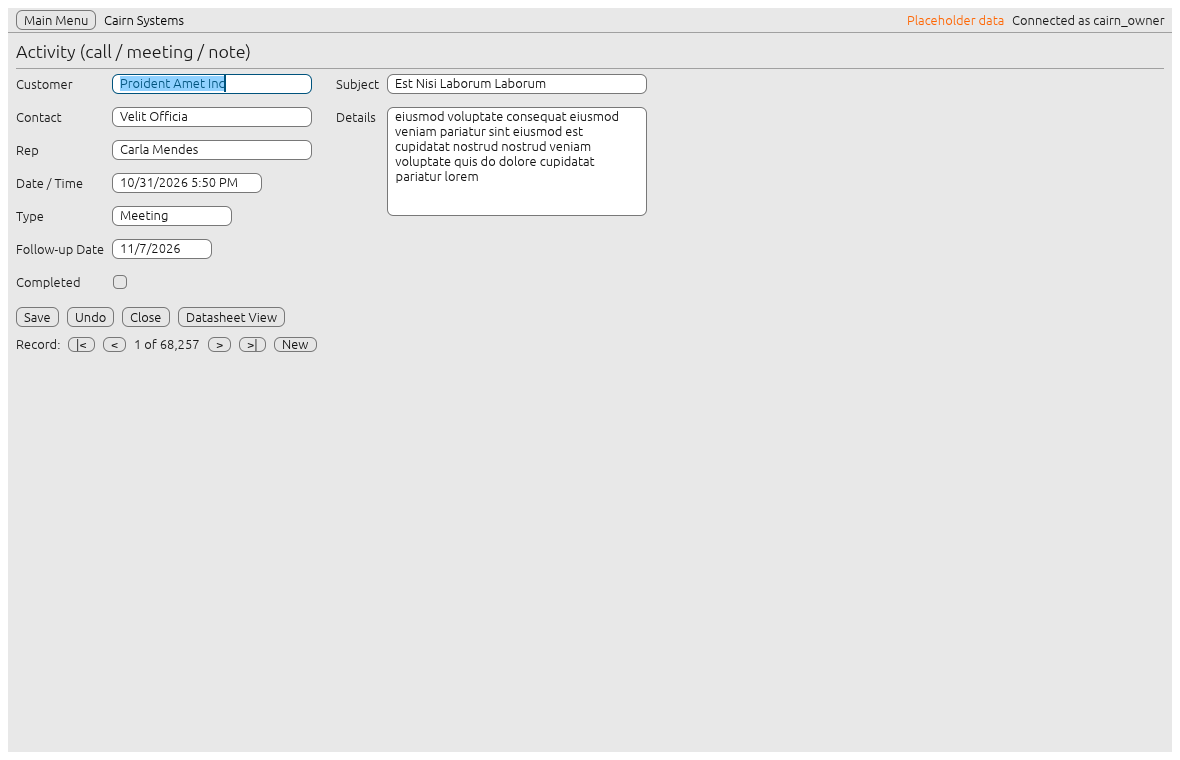 Main Menu Cairn Systems Placeholder data Connected as cairn_owner
Activity (call / meeting / note)
Customer Proident Amet Inc Subject Est Nisi Laborum Laborum
Contact Velit Officia Details eiusmod voluptate consequat eiusmod
veniam pariatur sint eiusmod est
cupidatat nostrud nostrud veniam
voluptate quis do dolore cupidatat
pariatur lorem
Rep Carla Mendes
Date / Time 10/31/2026 5:50 PM
Type Meeting
Follow-up Date 11/7/2026
Completed
Save Undo Close Datasheet View
Record: |< < 1 of 68,257 > >| New